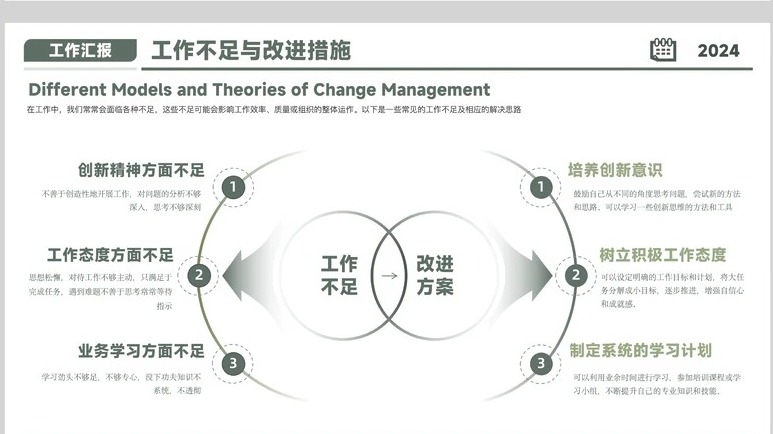 工作汇报
工作不足与改进措施
2024
Different Models and Theories of Change Management
在工作中，我们常常会面临各种不足，这些不足可能会影响工作效率、质量或组织的整体运作。以下是一些常见的工作不足及相应的解决思路
创新精神方面不足
不善于创造性地开展工作，对问题的分析不够
深入，思考不够深刻
1
工作态度方面不足
思想松懈，对待工作不够主动，只满足于
完成任务，遇到难题不善于思考常常等待
指示
2
业务学习方面不足
学习劲头不够足，不够专心，没下功夫知识不
系统，不透彻
3
工作
不足
→
改进
方案
1
培养创新意识
鼓励自己从不同的角度思考问题，尝试新的方法
和思路。可以学习一些创新思维的方法和工具
2
树立积极工作态度
可以设定明确的工作目标和计划，将大任
务分解成小目标，逐步推进，增强自信心
和成就感。
3
制定系统的学习计划
可以利用业余时间进行学习，参加培训课程或学
习小组，不断提升自己的专业知识和技能。